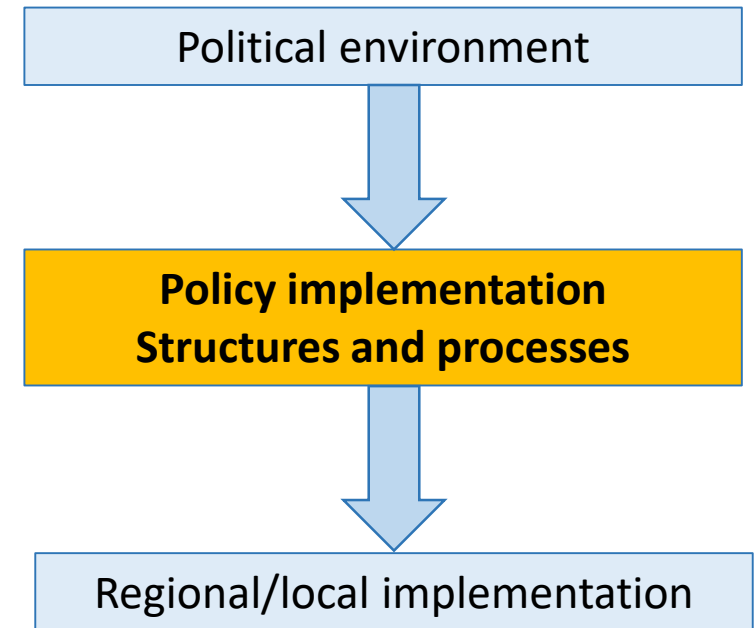 Political environment
Policy implementation
Structures and processes
Regional/local implementation